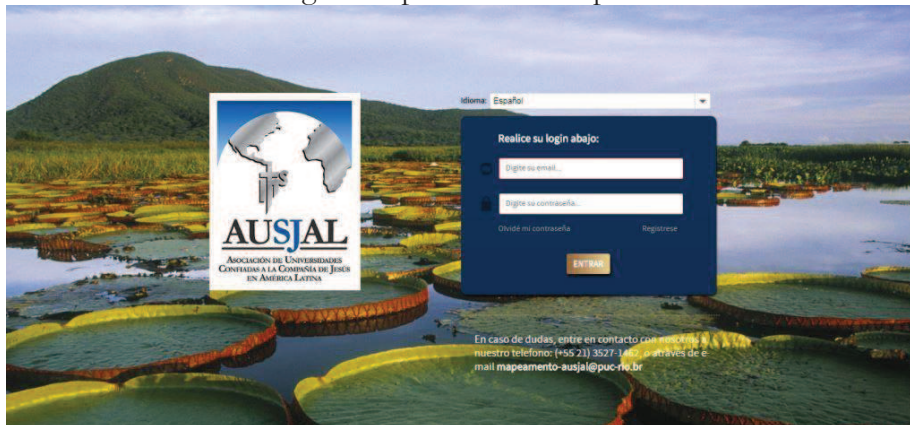 AUSJAL
ASOCIACIÓN DE UNIVERSIDADES
CONFIADAS A LA COMPAÑÍA DE JESÚS
EN AMÉRICA LATINA
Idioma: Español
Realice su login abajo:
Digite su email...
Digite su contraseña...
Olvidé mi contraseña
Registrese
ENTRAR
En caso de dudas, entre en contacto con nosotros a
nuestro telefono: (+55 21) 3527-1462, o através de e
mail mapeamento-ausjal@puc-rio.br